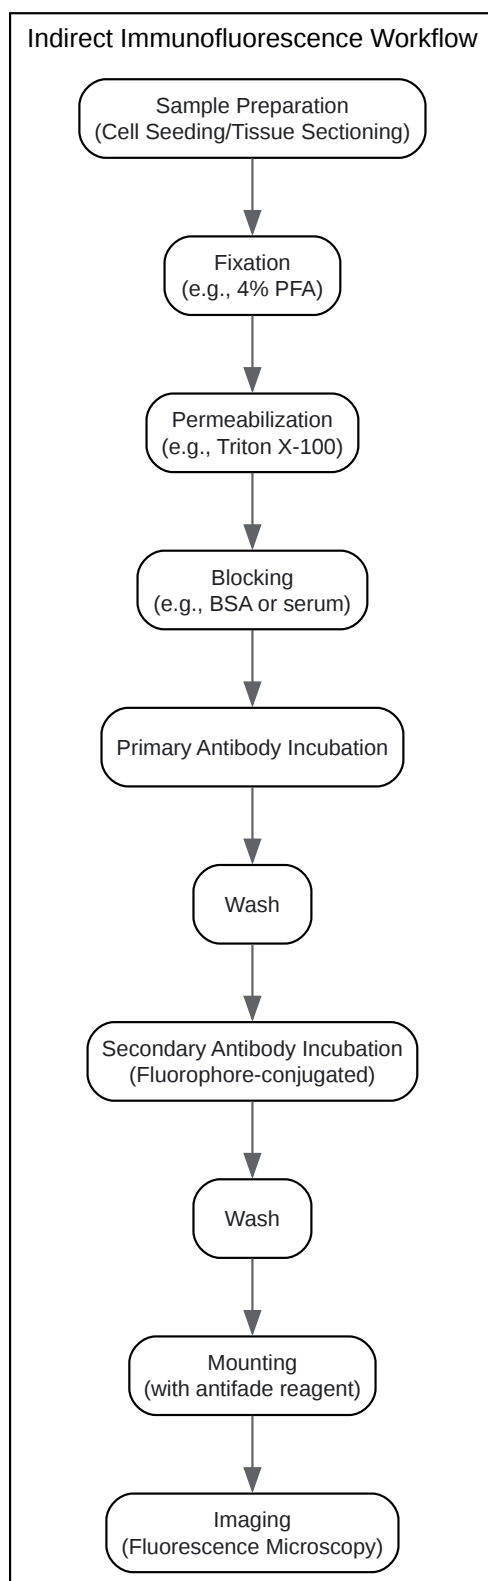 Indirect Immunofluorescence Workflow
Sample Preparation
(Cell Seeding/Tissue Sectioning)
Fixation
(e.g., 4% PFA)
Permeabilization
(e.g., Triton X-100)
Blocking
(e.g., BSA or serum)
Primary Antibody Incubation
Wash
Secondary Antibody Incubation
(Fluorophore-conjugated)
Wash
Mounting
(with antifade reagent)
Imaging
(Fluorescence Microscopy)